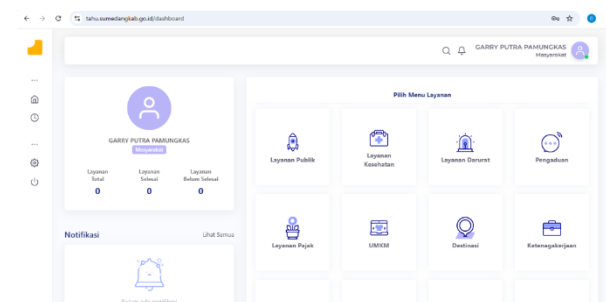 tahu.sumedangkab.go.id/dashboard
GARRY PUTRA PAMUNGKAS
Masyarakat
GARRY PUTRA PAMUNGKAS
Masyarakat
Layanan Total
Layanan Selesai
Layanan Belum Selesai
0
0
0
Notifikasi
Lihat Semua
Pilih Menu Layanan
Layanan Publik
Layanan Kesehatan
Layanan Darurat
Pengaduan
Layanan Pajak
UMKM
Destinasi
Ketenagakerjaan